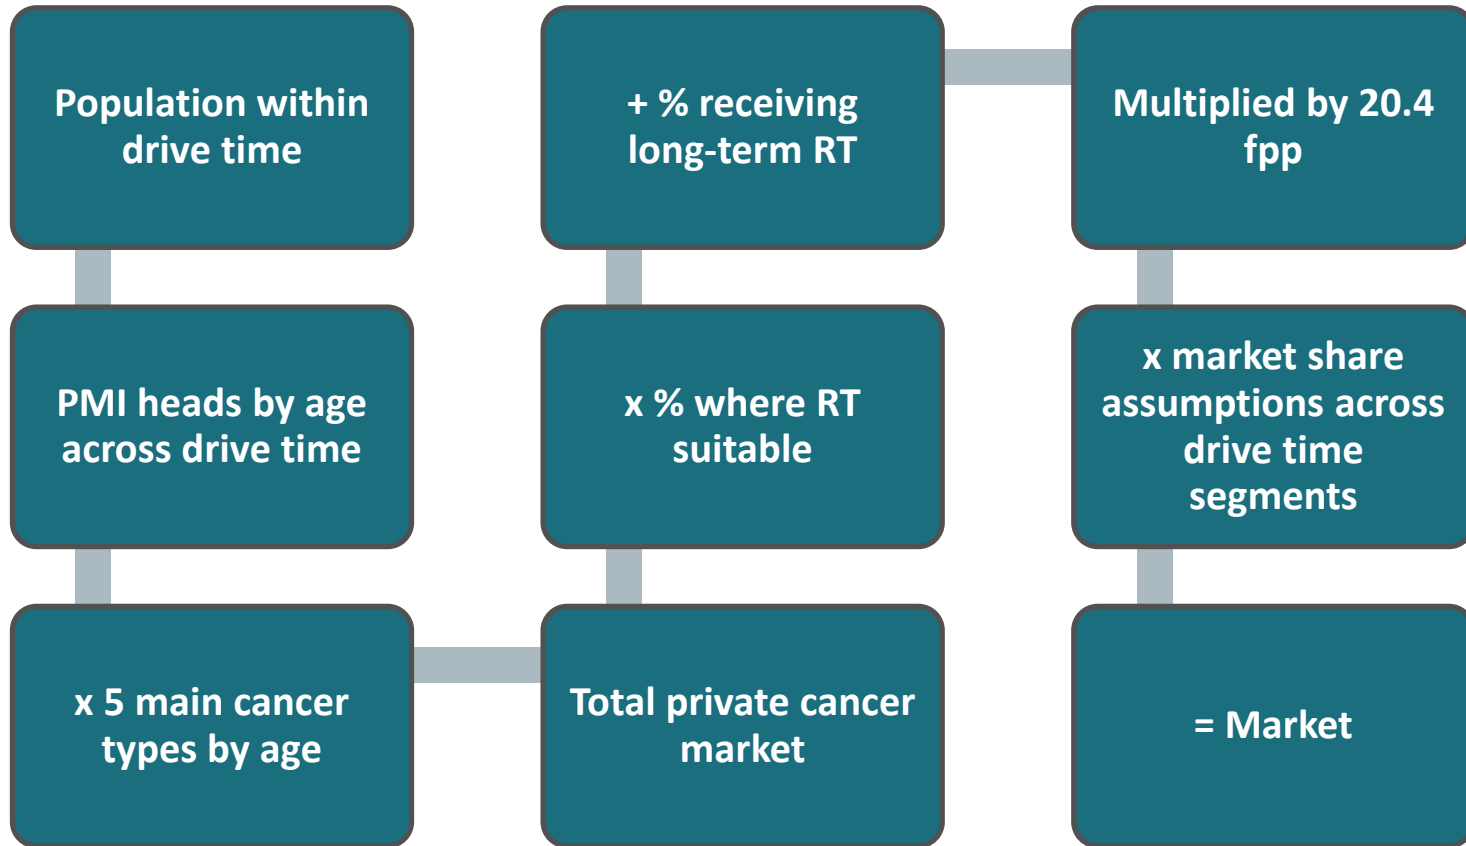 Population within
drive time
PMI heads by age
across drive time
x 5 main cancer
types by age
Total private cancer
market
x % where RT
suitable
+ % receiving
long-term RT
Multiplied by 20.4
fpp
x market share
assumptions across
drive time
segments
= Market